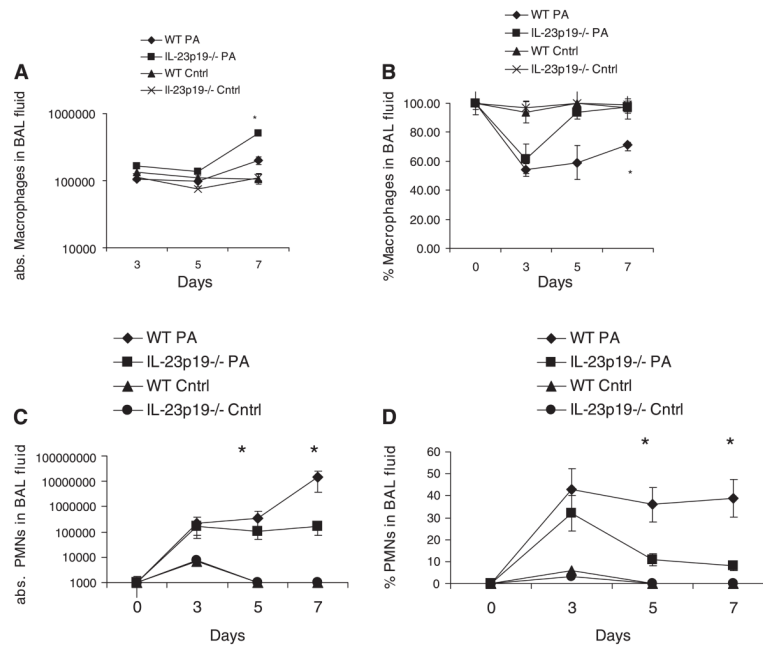 A
WT PA
IL-23p19-/- PA
WT Cntrl
Il-23p19-/- Cntrl
abs. Macrophages in BAL fluid
1000000
100000
10000
*
3 5 7
Days
B
WT PA
IL-23p19-/- PA
WT Cntrl
IL-23p19-/- Cntrl
% Macrophages in BAL fluid
100.00
80.00
60.00
40.00
20.00
0.00
*
0 3 5 7
Days
C
WT PA
IL-23p19-/- PA
WT Cntrl
IL-23p19-/- Cntrl
* *
abs. PMNs in BAL fluid
100000000
10000000
1000000
100000
10000
1000
0 3 5 7
Days
D
WT PA
IL-23p19-/- PA
WT Cntrl
IL-23p19-/- Cntrl
* *
% PMNs in BAL fluid
60
50
40
30
20
10
0
0 3 5 7
Days